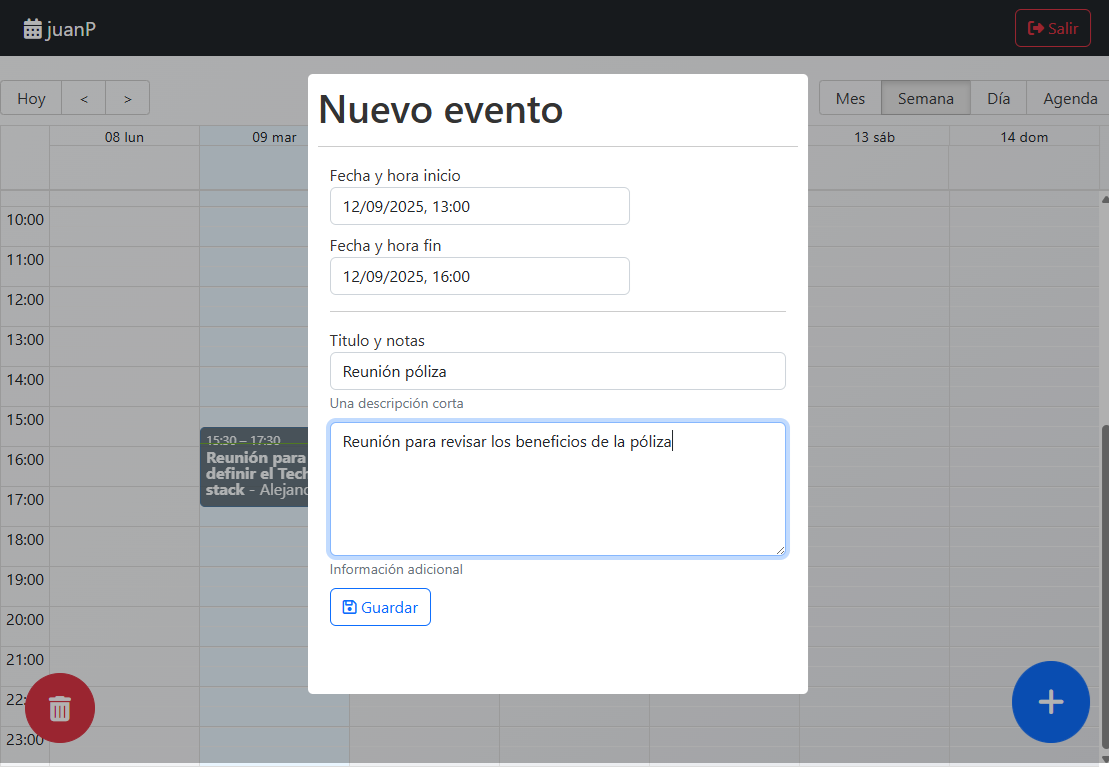 juanP
Salir
Hoy
<
>
Mes
Semana
Día
Agenda
08 lun
09 mar
13 sáb
14 dom
10:00
11:00
12:00
13:00
14:00
15:00
16:00
17:00
18:00
19:00
20:00
21:00
22:
23:00
15:30 – 17:30
Reunión para
definir el Tech
stack - Alejand
Nuevo evento
Fecha y hora inicio
12/09/2025, 13:00
Fecha y hora fin
12/09/2025, 16:00
Titulo y notas
Reunión póliza
Una descripción corta
Reunión para revisar los beneficios de la póliza
Información adicional
Guardar